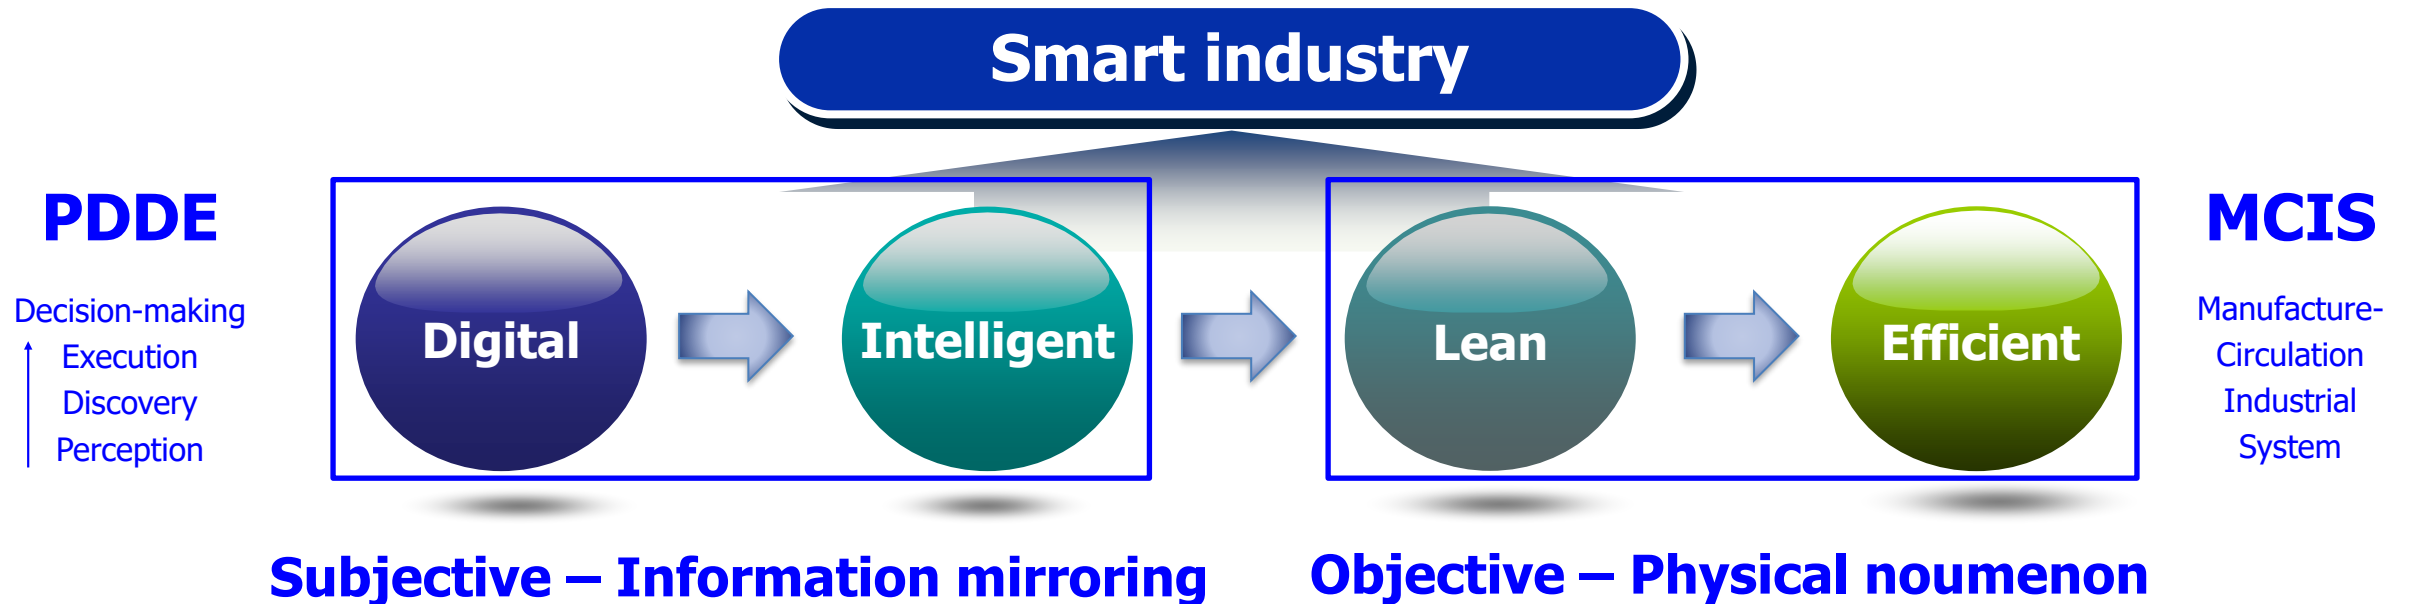 Smart industry
PDDE
Decision-making
Execution
Discovery
Perception
Digital
Intelligent
Lean
Efficient
MCIS
Manufacture-
Circulation
Industrial
System
Subjective – Information mirroring
Objective – Physical noumenon